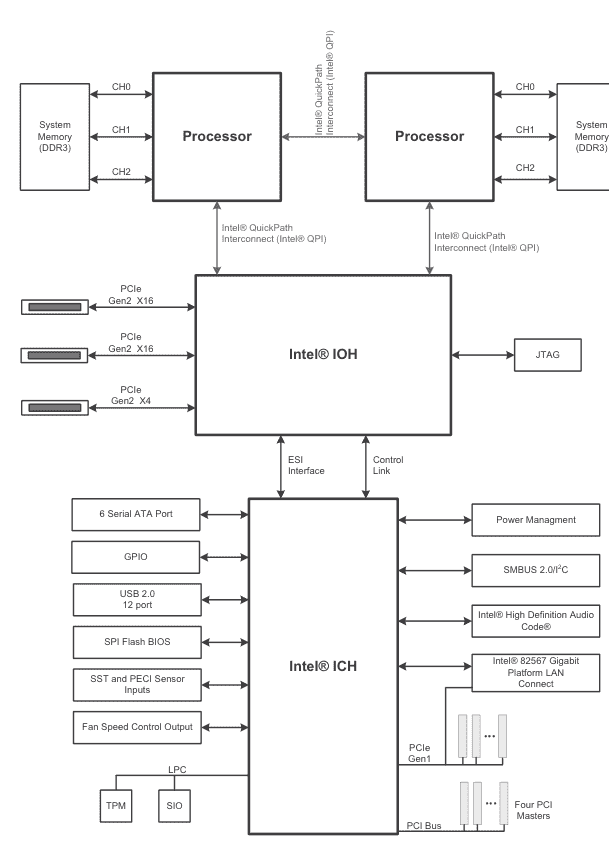 Intel® QuickPath
Interconnect (Intel® QPI)
System
Memory
(DDR3)
CH0
CH1
CH2
Processor
Processor
CH0
CH1
CH2
System
Memory
(DDR3)
Intel® QuickPath
Interconnect (Intel® QPI)
Intel® QuickPath
Interconnect (Intel® QPI)
PCIe
Gen2 X16
PCIe
Gen2 X16
PCIe
Gen2 X4
Intel® IOH
JTAG
ESI
Interface
Control
Link
6 Serial ATA Port
GPIO
USB 2.0
12 port
SPI Flash BIOS
SST and PECI Sensor
Inputs
Fan Speed Control Output
LPC
TPM
SIO
Intel® ICH
Power Managment
SMBUS 2.0/I²C
Intel® High Definition Audio
Code®
Intel® 82567 Gigabit
Platform LAN
Connect
PCIe
Gen1
PCI Bus
Four PCI
Masters